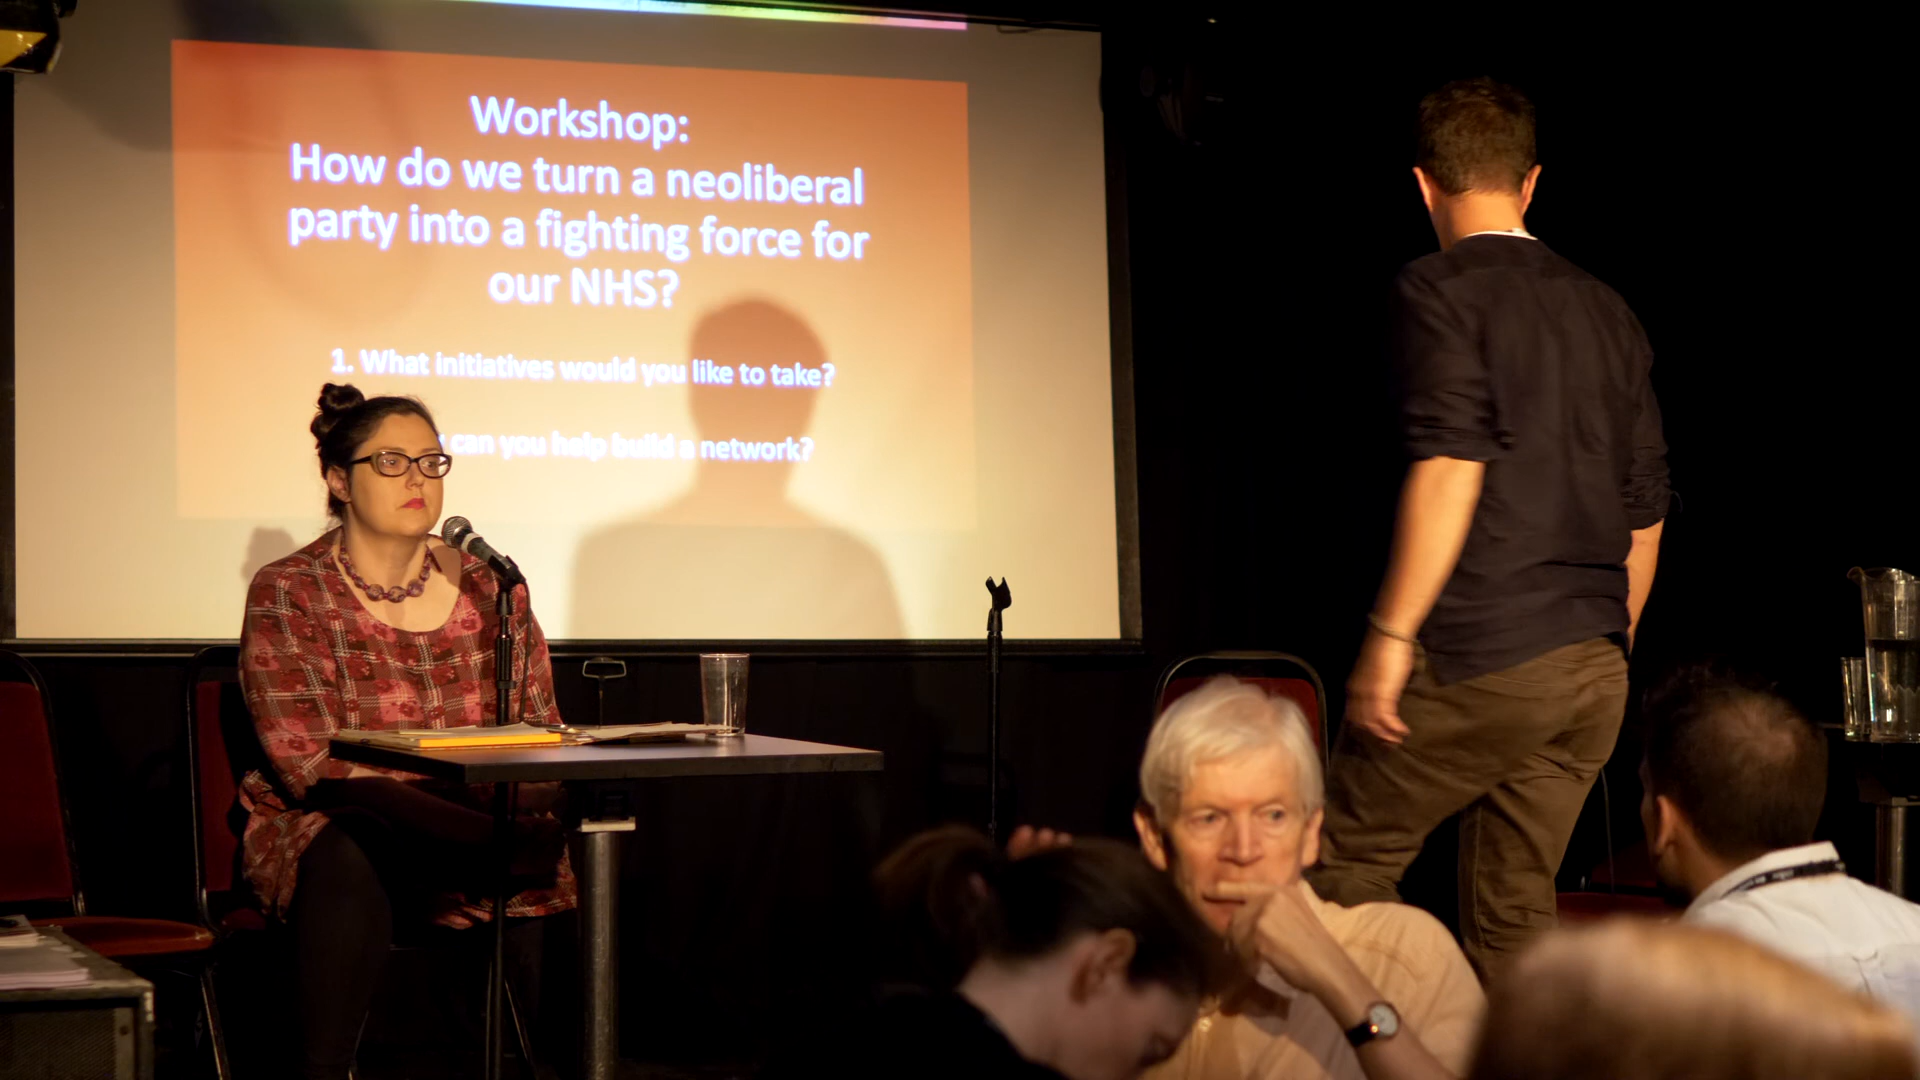 Workshop:
How do we turn a neoliberal
party into a fighting force for
our NHS?
1. What initiatives would you like to take?
can you help build a network?